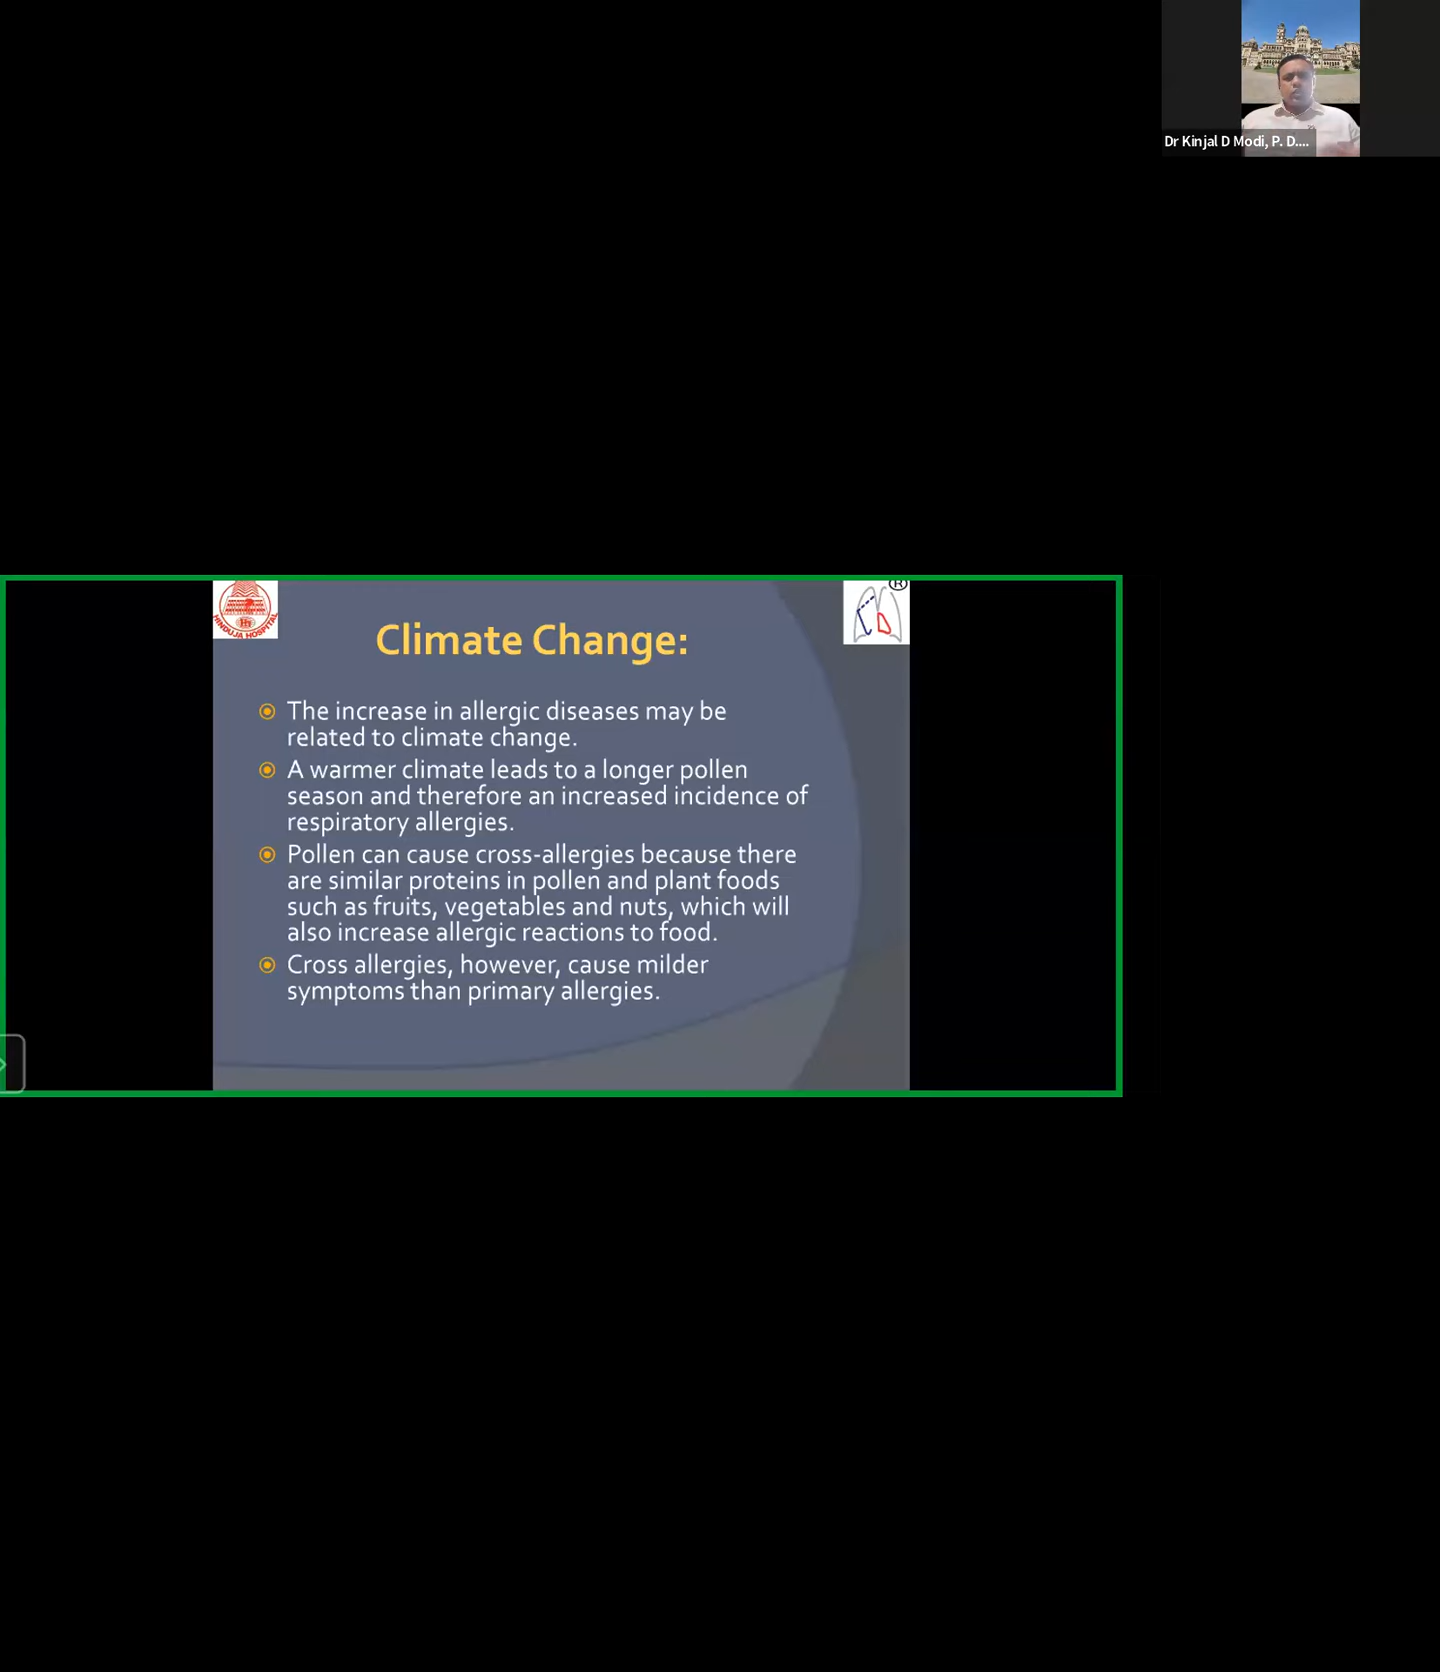 Dr Kinjal D Modi, P. D....
HINDUJA HOSPITAL
®
Climate Change:
The increase in allergic diseases may be
related to climate change.
A warmer climate leads to a longer pollen
season and therefore an increased incidence of
respiratory allergies.
Pollen can cause cross-allergies because there
are similar proteins in pollen and plant foods
such as fruits, vegetables and nuts, which will
also increase allergic reactions to food.
Cross allergies, however, cause milder
symptoms than primary allergies.